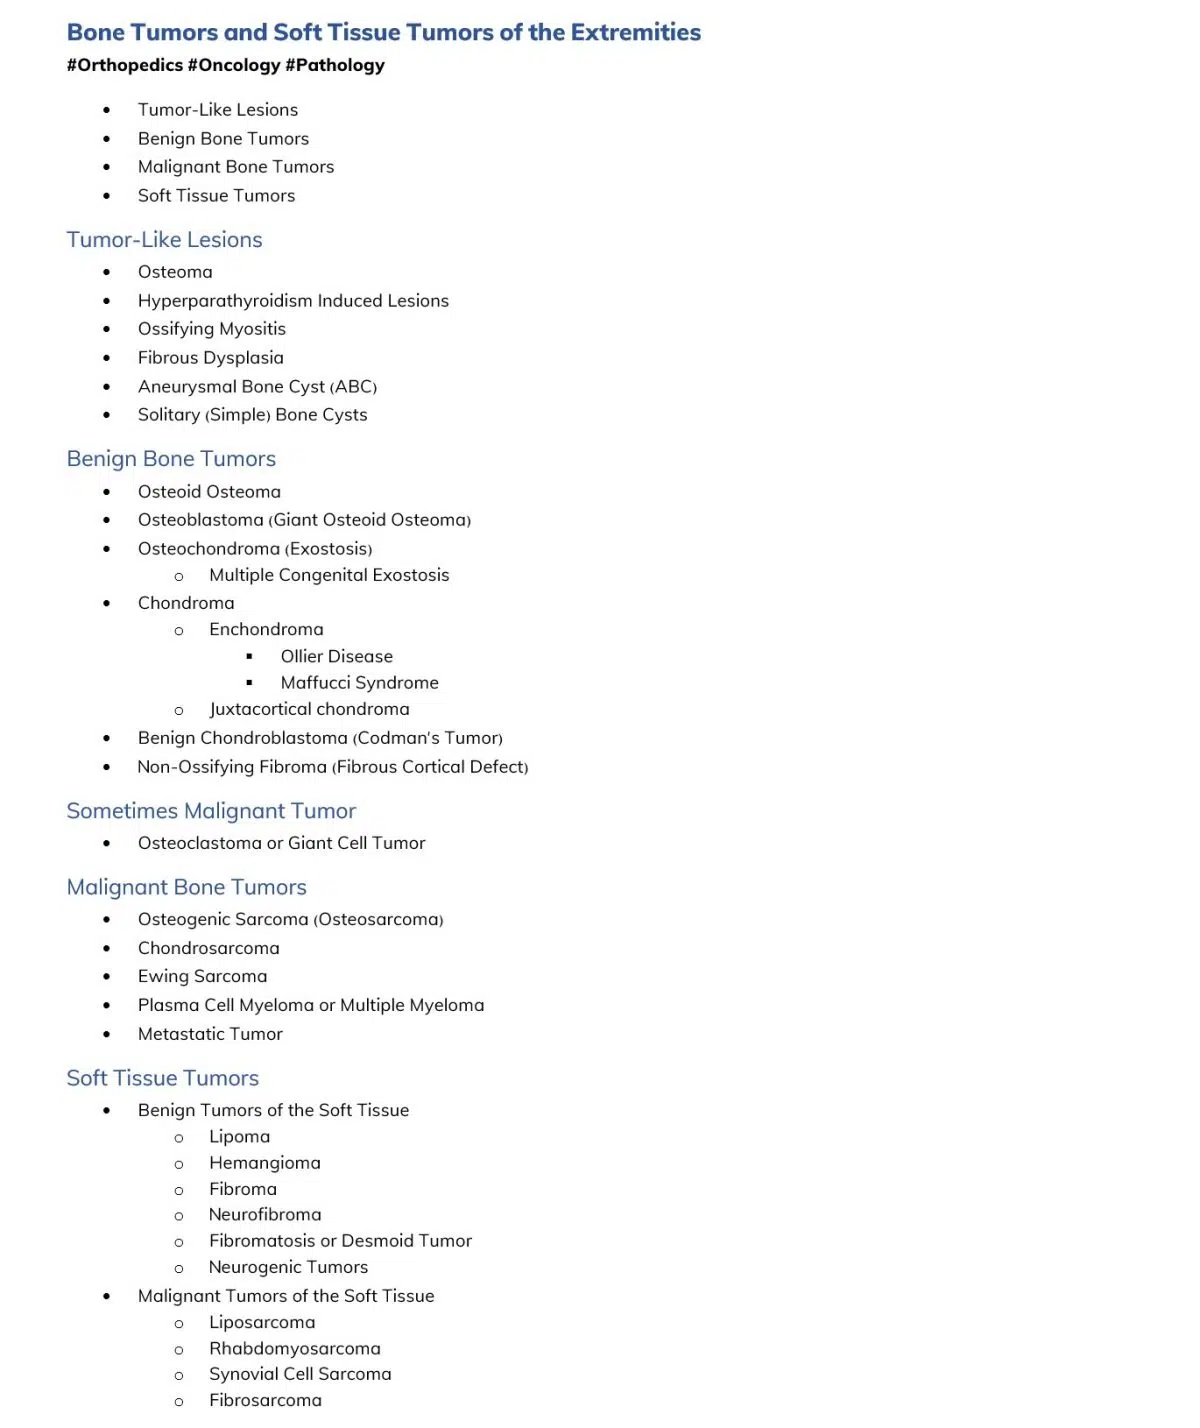 Bone Tumors and Soft Tissue Tumors of the Extremities
#Orthopedics #Oncology #Pathology
• Tumor-Like Lesions
• Benign Bone Tumors
• Malignant Bone Tumors
• Soft Tissue Tumors
Tumor-Like Lesions
• Osteoma
• Hyperparathyroidism Induced Lesions
• Ossifying Myositis
• Fibrous Dysplasia
• Aneurysmal Bone Cyst (ABC)
• Solitary (Simple) Bone Cysts
Benign Bone Tumors
• Osteoid Osteoma
• Osteoblastoma (Giant Osteoid Osteoma)
• Osteochondroma (Exostosis)
o Multiple Congenital Exostosis
• Chondroma
o Enchondroma
▪ Ollier Disease
▪ Maffucci Syndrome
o Juxtacortical chondroma
• Benign Chondroblastoma (Codman's Tumor)
• Non-Ossifying Fibroma (Fibrous Cortical Defect)
Sometimes Malignant Tumor
• Osteoclastoma or Giant Cell Tumor
Malignant Bone Tumors
• Osteogenic Sarcoma (Osteosarcoma)
• Chondrosarcoma
• Ewing Sarcoma
• Plasma Cell Myeloma or Multiple Myeloma
• Metastatic Tumor
Soft Tissue Tumors
• Benign Tumors of the Soft Tissue
o Lipoma
o Hemangioma
o Fibroma
o Neurofibroma
o Fibromatosis or Desmoid Tumor
o Neurogenic Tumors
• Malignant Tumors of the Soft Tissue
o Liposarcoma
o Rhabdomyosarcoma
o Synovial Cell Sarcoma
o Fibrosarcoma